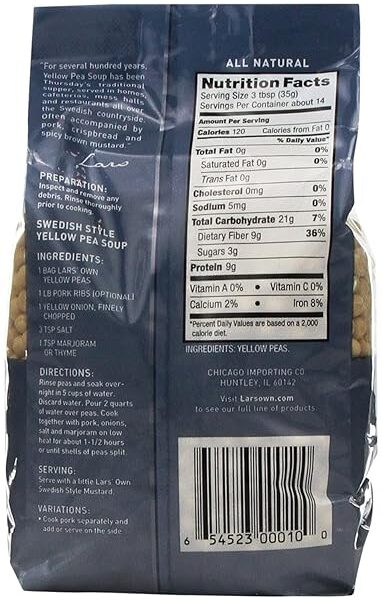 "For several hundred years,
Yellow Pea Soup has been
Thursday's traditional
supper, served in homes,
cafeterias, mess halls
and restaurants all over
the Swedish countryside,
often accompanied by
pork, crispbread and
spicy brown mustard."
Lars
PREPARATION:
Inspect and remove any
debris. Rinse thoroughly
prior to cooking.
SWEDISH STYLE
YELLOW PEA SOUP
INGREDIENTS:
1 BAG LARS' OWN
YELLOW PEAS
1 LB PORK RIBS (OPTIONAL)
1 YELLOW ONION, FINELY
CHOPPED
3 TSP SALT
1 TSP MARJORAM
OR THYME
DIRECTIONS:
Rinse peas and soak over-
night in 5 cups of water.
Discard water. Pour 2 quarts
of water over peas. Cook
together with pork, onions,
salt and marjoram on low
heat for about 1-1/2 hours
or until shells of peas split.
SERVING:
Serve with a little Lars' Own
Swedish Style Mustard.
VARIATIONS:
• Cook pork separately and
add or serve on the side
ALL NATURAL
Nutrition Facts
Serving Size 3 tbsp (35g)
Servings Per Container about 14
Amount Per Serving
Calories 120 Calories from Fat 0
% Daily Value*
Total Fat 0g 0%
Saturated Fat 0g 0%
Trans Fat 0g
Cholesterol 0mg 0%
Sodium 5mg 0%
Total Carbohydrate 21g 7%
Dietary Fiber 9g 36%
Sugars 3g
Protein 9g
Vitamin A 0% • Vitamin C 0%
Calcium 2% • Iron 8%
*Percent Daily Values are based on a 2,000
calorie diet.
INGREDIENTS: YELLOW PEAS.
CHICAGO IMPORTING CO
HUNTLEY, IL 60142
Visit Larsown.com
to see our full line of products
6 54523 00010 0